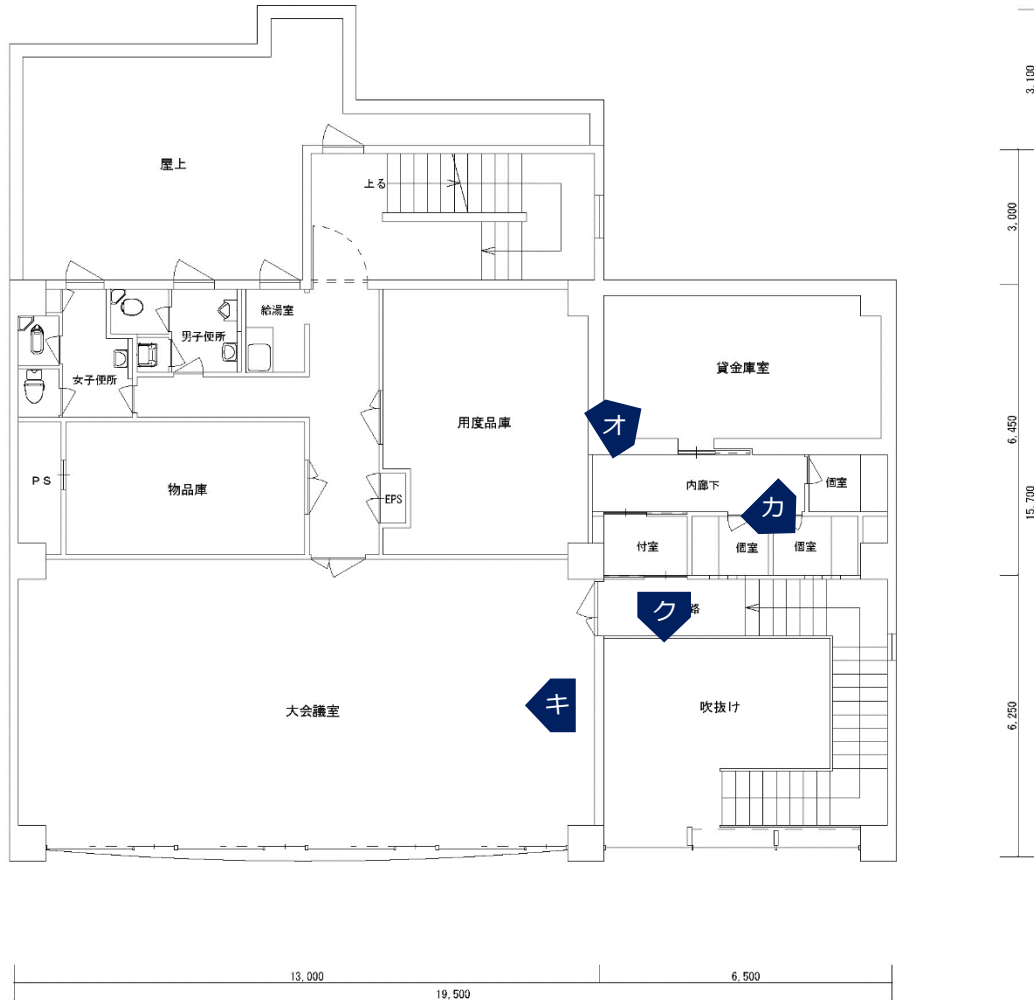 3,100
屋上
上る
3,000
給湯室
男子便所
女子便所
貸金庫室
用度品庫
オ
6,450
PS
物品庫
EPS
内廊下
個室
カ
15,700
付室
個室
個室
ク
路
キ
大会議室
吹抜け
6,250
13,000
6,500
19,500